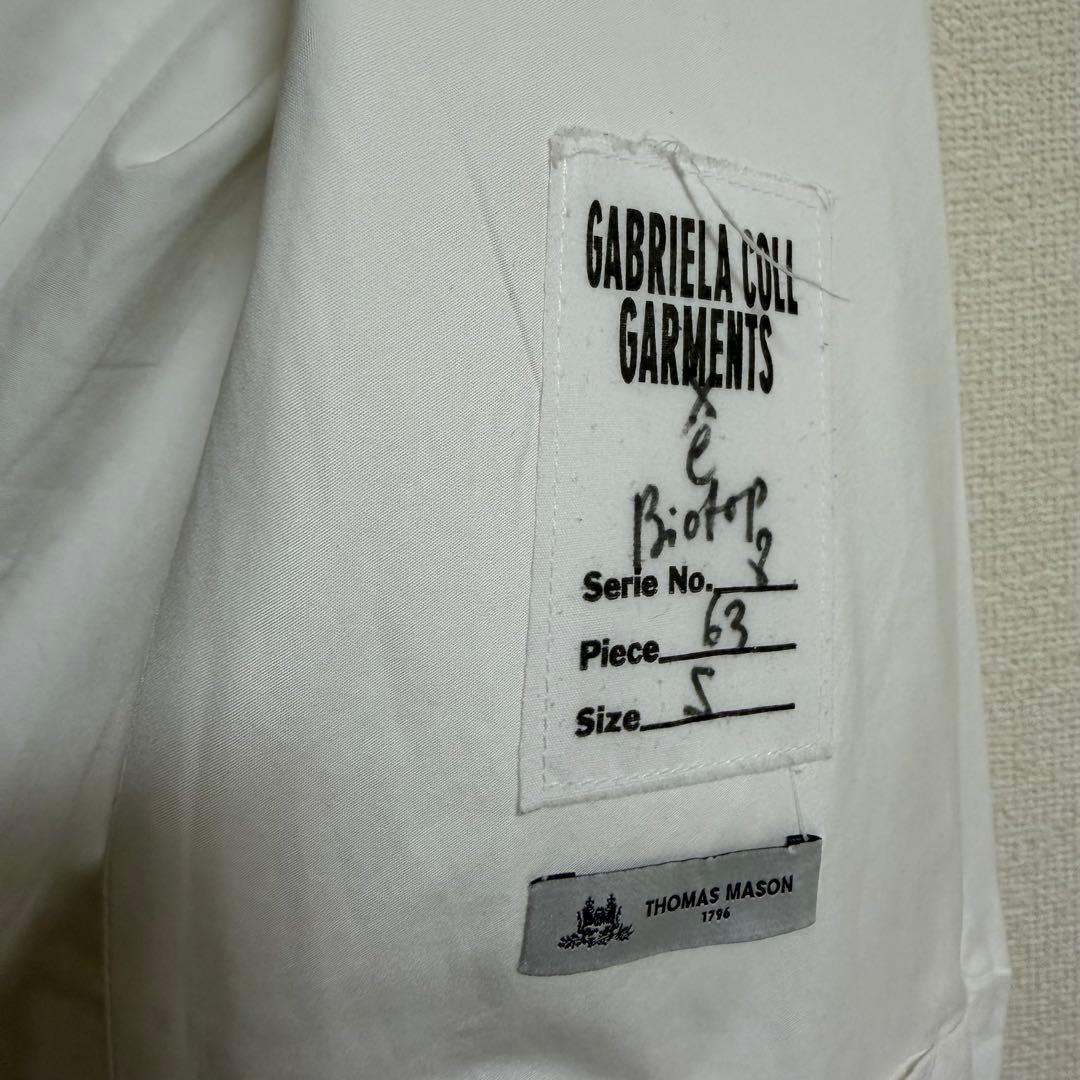 GABRIELA COLL
GARMENTS
x
ê
Biotop
Serie No. 8
Piece 63
Size S
THOMAS MASON
1796